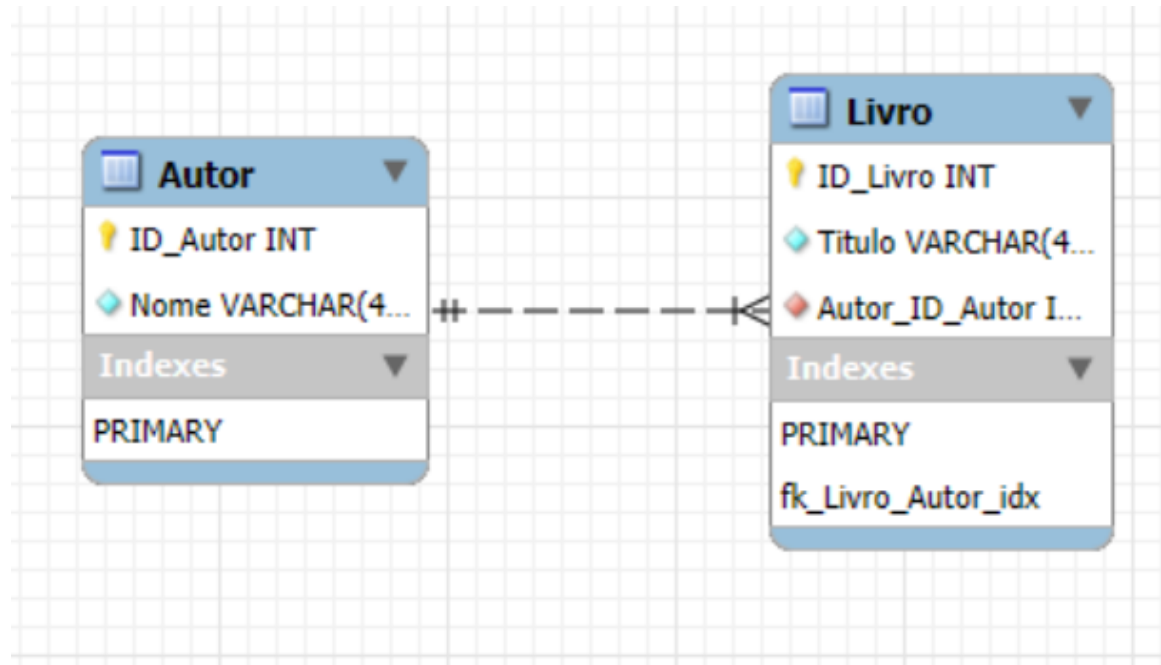 Autor
ID_Autor INT
Nome VARCHAR(4...
Indexes
PRIMARY
Livro
ID_Livro INT
Titulo VARCHAR(4...
Autor_ID_Autor I...
Indexes
PRIMARY
fk_Livro_Autor_idx